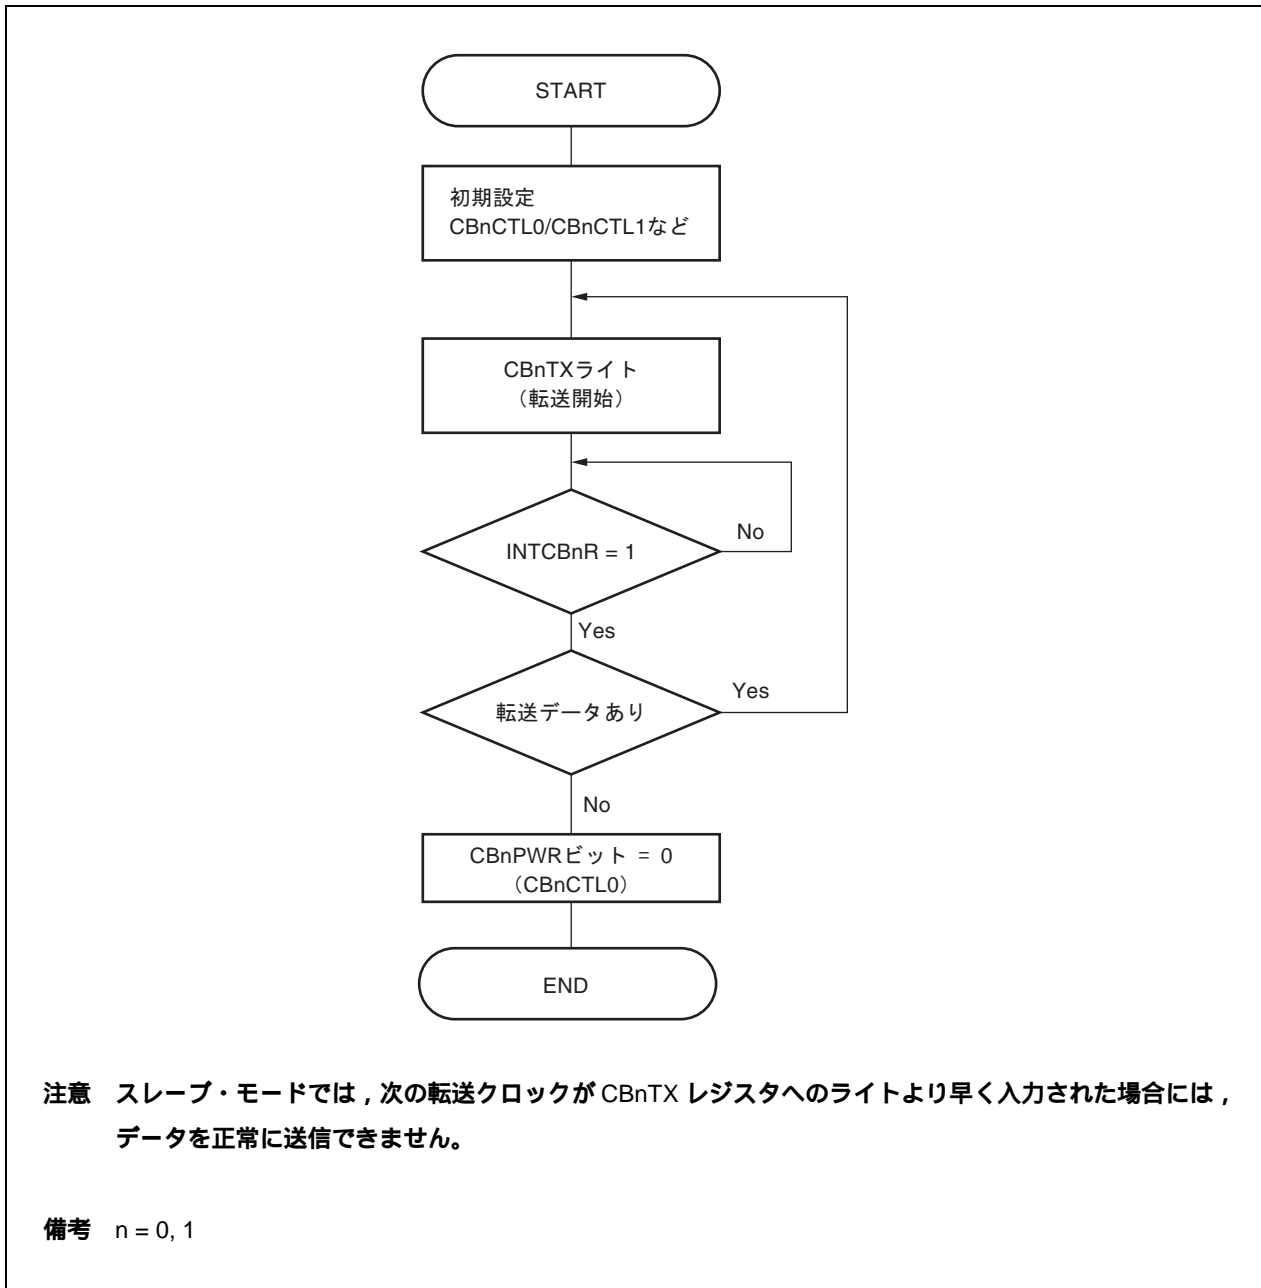 START
初期設定
CBnCTL0/CBnCTL1など
CBnTXライト
（転送開始）
INTCBnR = 1
No
Yes
転送データあり
Yes
No
CBnPWRビット = 0
（CBnCTL0）
END
注意 スレーブ・モードでは，次の転送クロックが CBnTX レジスタへのライトより早く入力された場合には，
データを正常に送信できません。
備考 n = 0, 1